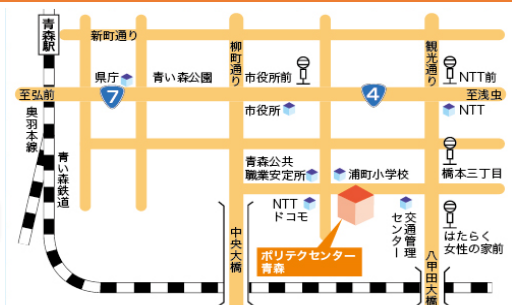 青森駅
新町通り
柳町通り
観光通り
県庁
青い森公園
市役所前
NTT前
至弘前
7
4
至浅虫
市役所
NTT
奥羽本線
青い森鉄道
橋本三丁目
青森公共
職業安定所
浦町小学校
NTT
ドコモ
交通管理
センター
はたらく
女性の家前
中央大橋
ポリテクセンター
青森
八甲田大橋